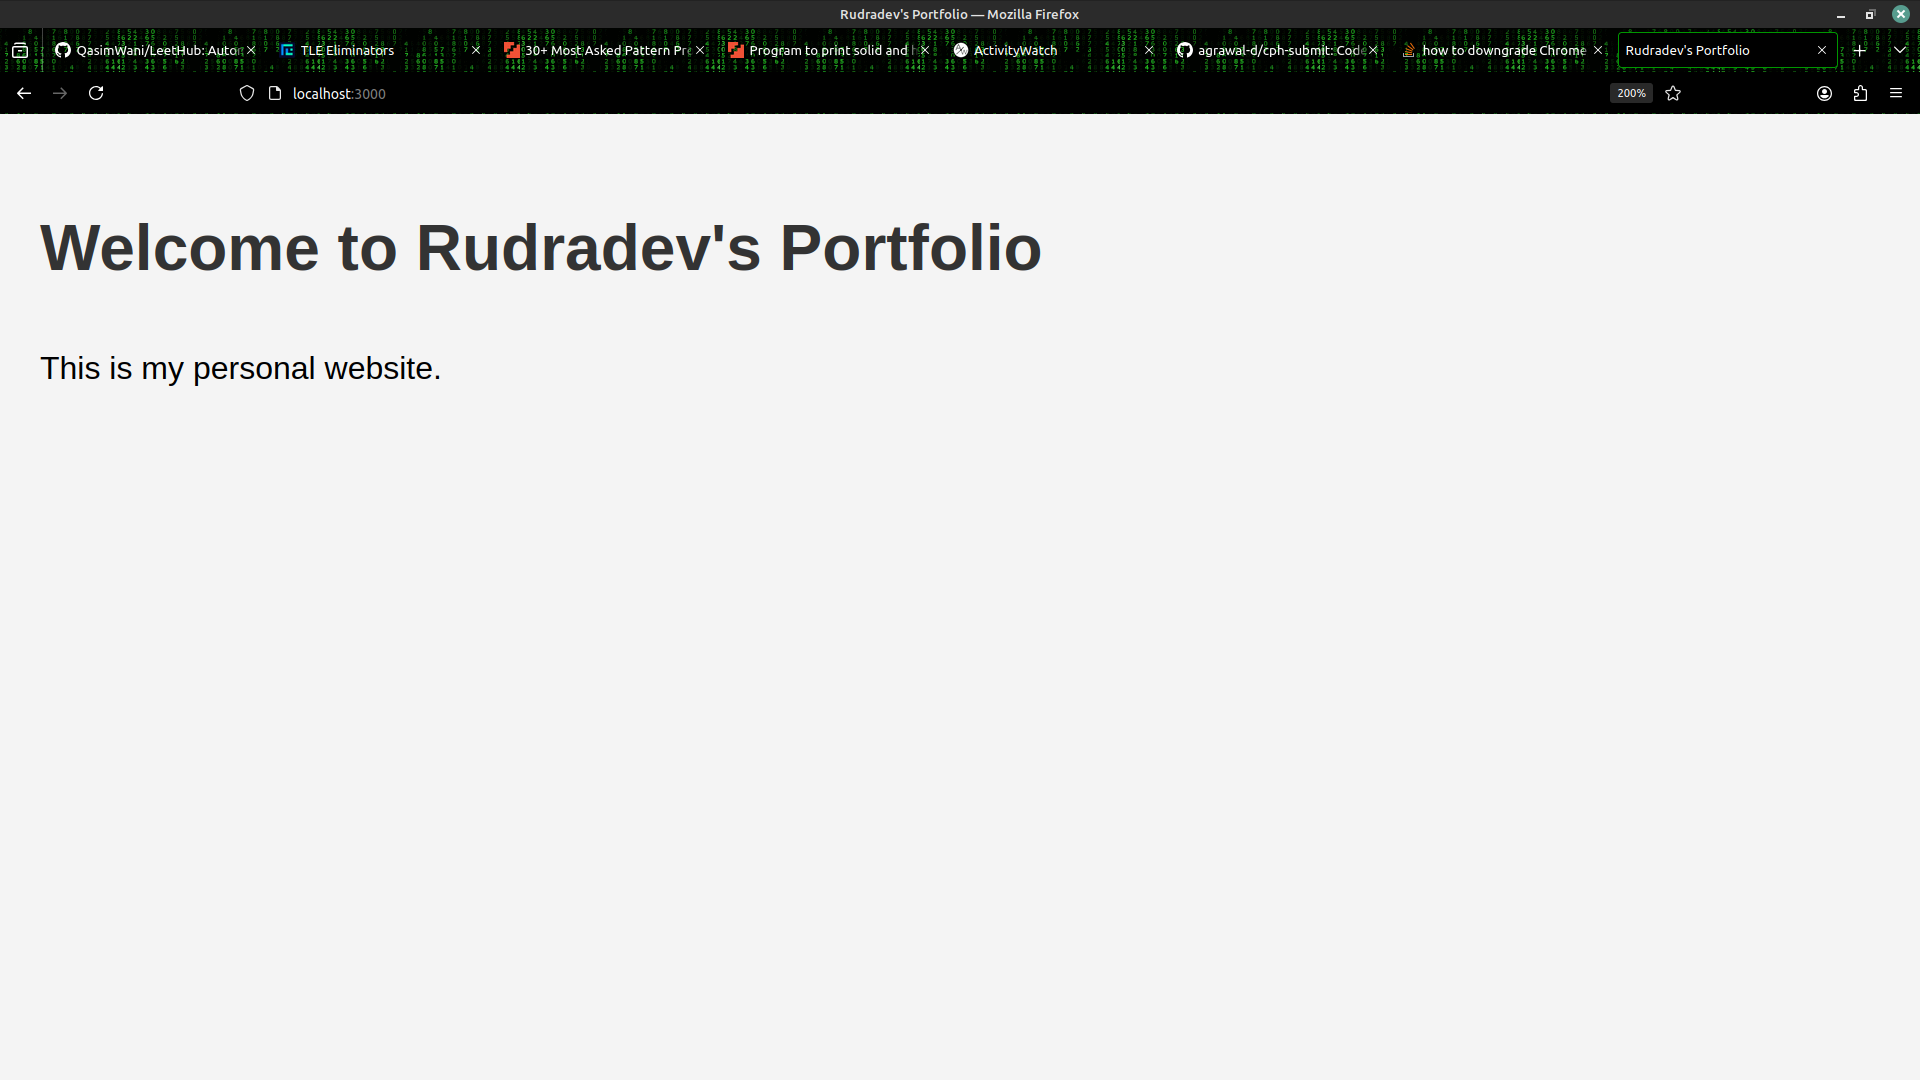 Rudradev's Portfolio — Mozilla Firefox
QasimWani/LeetHub: Autom
TLE Eliminators
30+ Most Asked Pattern Pr
Program to print solid and
ActivityWatch
agrawal-d/cph-submit: Code
how to downgrade Chrome
Rudradev's Portfolio
localhost:3000
200%
Welcome to Rudradev's Portfolio
This is my personal website.